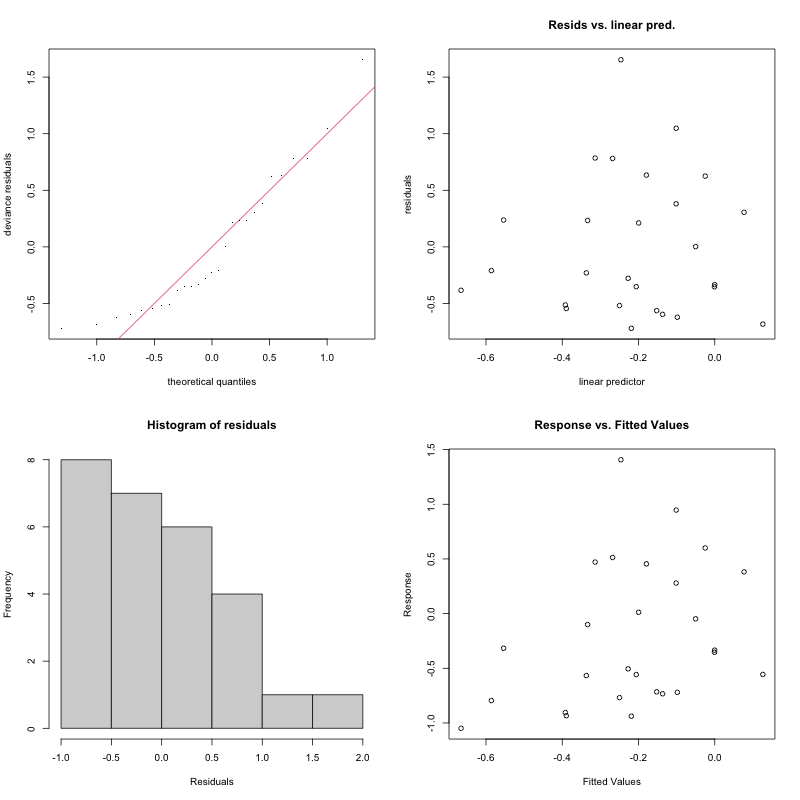 1.5
1.0
0.5
0.0
-0.5
deviance residuals
-1.0 -0.5 0.0 0.5 1.0
theoretical quantiles
Resids vs. linear pred.
1.5
1.0
0.5
0.0
-0.5
residuals
-0.6 -0.4 -0.2 0.0
linear predictor
Histogram of residuals
8
6
4
2
0
Frequency
-1.0 -0.5 0.0 0.5 1.0 1.5 2.0
Residuals
Response vs. Fitted Values
1.5
1.0
0.5
0.0
-0.5
-1.0
Response
-0.6 -0.4 -0.2 0.0
Fitted Values